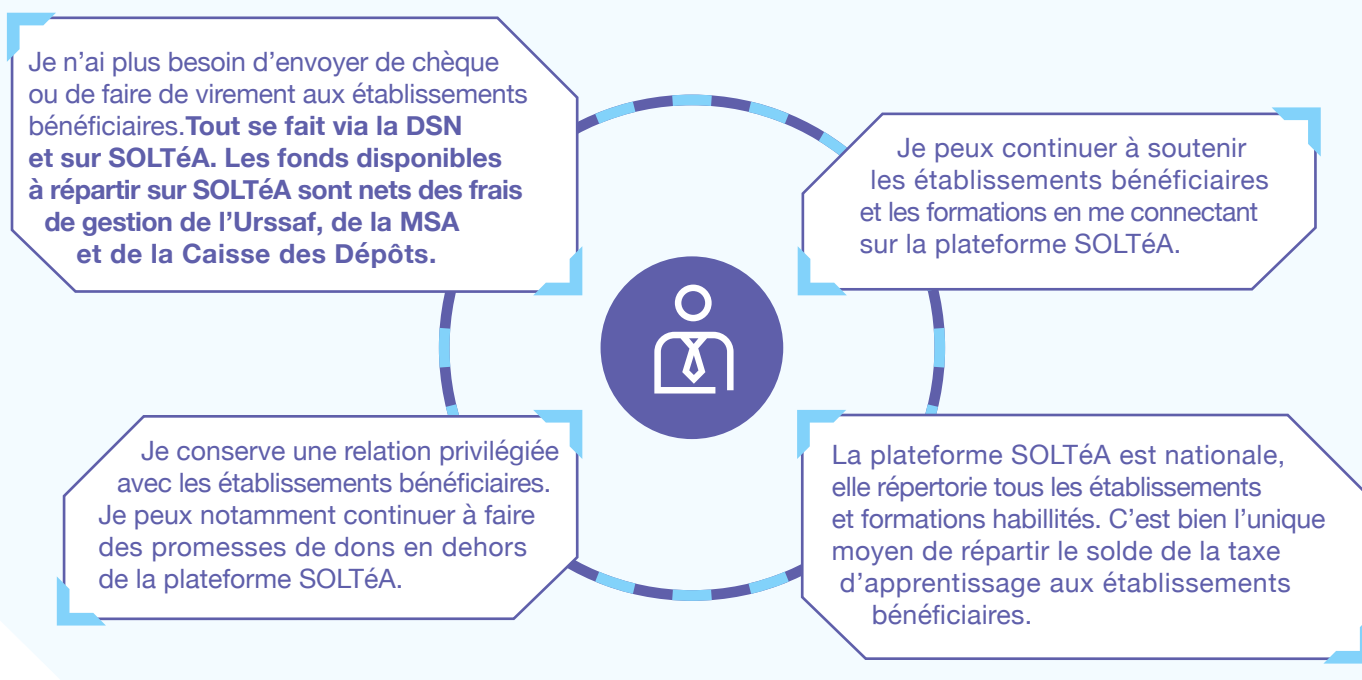 Je n'ai plus besoin d'envoyer de chèque
ou de faire de virement aux établissements
bénéficiaires.Tout se fait via la DSN
et sur SOLTéA. Les fonds disponibles
à répartir sur SOLTéA sont nets des frais
de gestion de l'Urssaf, de la MSA
et de la Caisse des Dépôts.
Je peux continuer à soutenir
les établissements bénéficiaires
et les formations en me connectant
sur la plateforme SOLTéA.
Je conserve une relation privilégiée
avec les établissements bénéficiaires.
Je peux notamment continuer à faire
des promesses de dons en dehors
de la plateforme SOLTéA.
La plateforme SOLTéA est nationale,
elle répertorie tous les établissements
et formations habillités. C'est bien l'unique
moyen de répartir le solde de la taxe
d'apprentissage aux établissements
bénéficiaires.